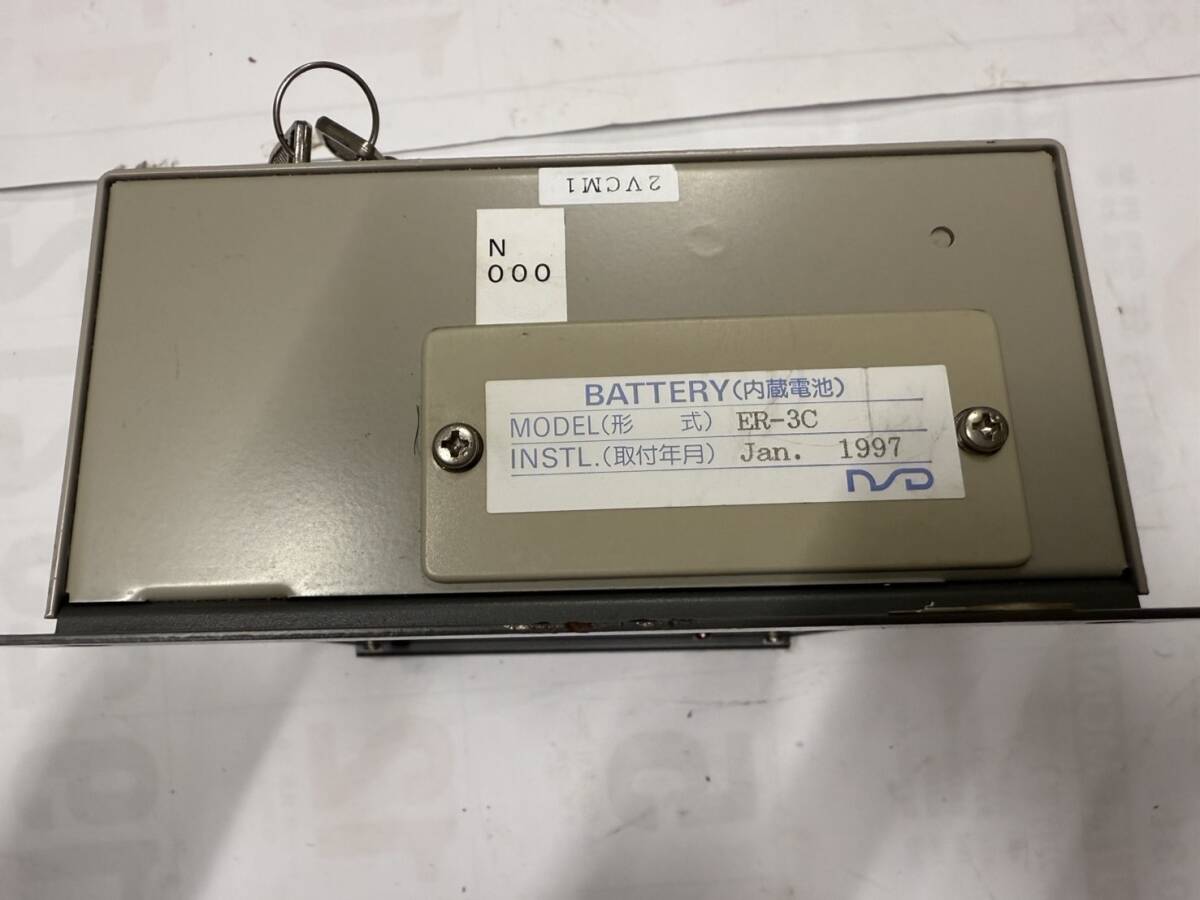 2VCM1
N
000
BATTERY(内蔵電池)
MODEL(形 式) ER-3C
INSTL.(取付年月) Jan. 1997
NSD